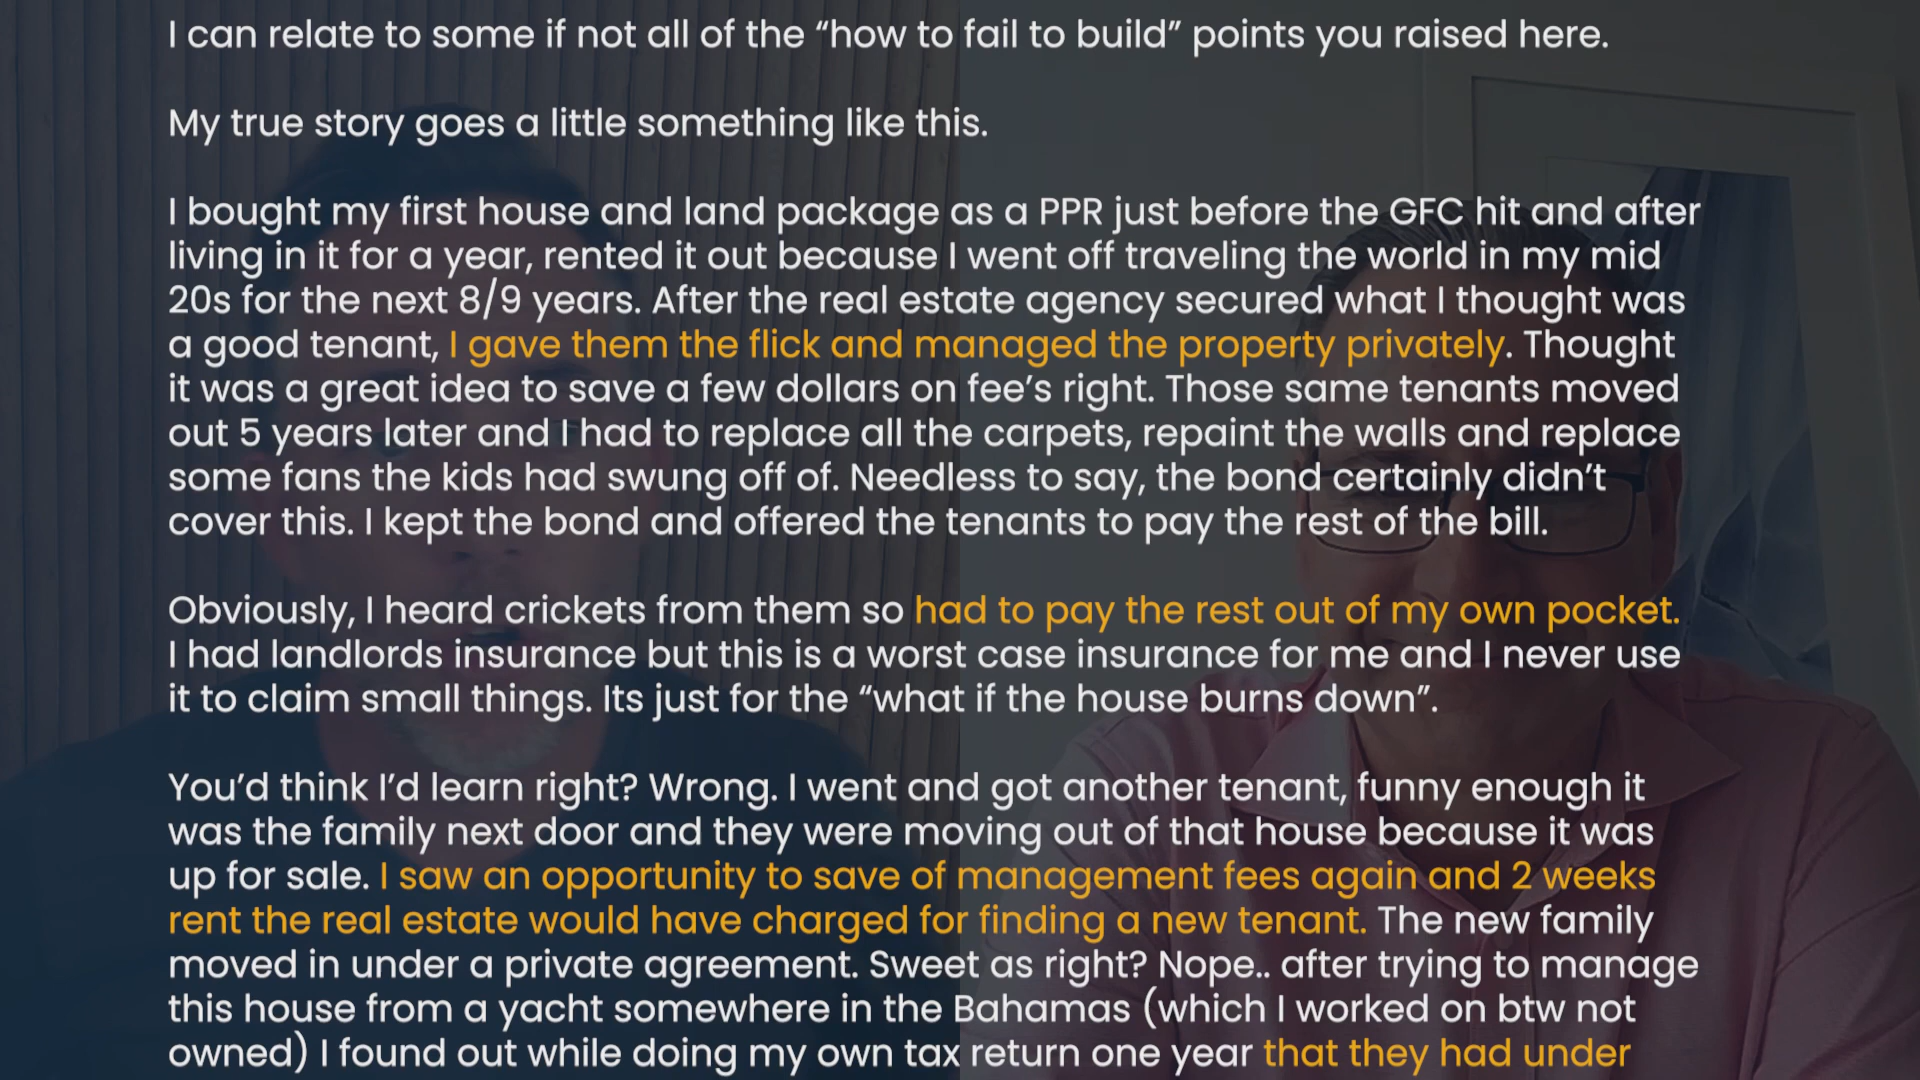 I can relate to some if not all of the “how to fail to build” points you raised here.
My true story goes a little something like this.
I bought my first house and land package as a PPR just before the GFC hit and after
living in it for a year, rented it out because I went off traveling the world in my mid
20s for the next 8/9 years. After the real estate agency secured what I thought was
a good tenant, I gave them the flick and managed the property privately. Thought
it was a great idea to save a few dollars on fee’s right. Those same tenants moved
out 5 years later and I had to replace all the carpets, repaint the walls and replace
some fans the kids had swung off of. Needless to say, the bond certainly didn’t
cover this. I kept the bond and offered the tenants to pay the rest of the bill.
Obviously, I heard crickets from them so had to pay the rest out of my own pocket.
I had landlords insurance but this is a worst case insurance for me and I never use
it to claim small things. Its just for the “what if the house burns down”.
You’d think I’d learn right? Wrong. I went and got another tenant, funny enough it
was the family next door and they were moving out of that house because it was
up for sale. I saw an opportunity to save of management fees again and 2 weeks
rent the real estate would have charged for finding a new tenant. The new family
moved in under a private agreement. Sweet as right? Nope.. after trying to manage
this house from a yacht somewhere in the Bahamas (which I worked on btw not
owned) I found out while doing my own tax return one year that they had under